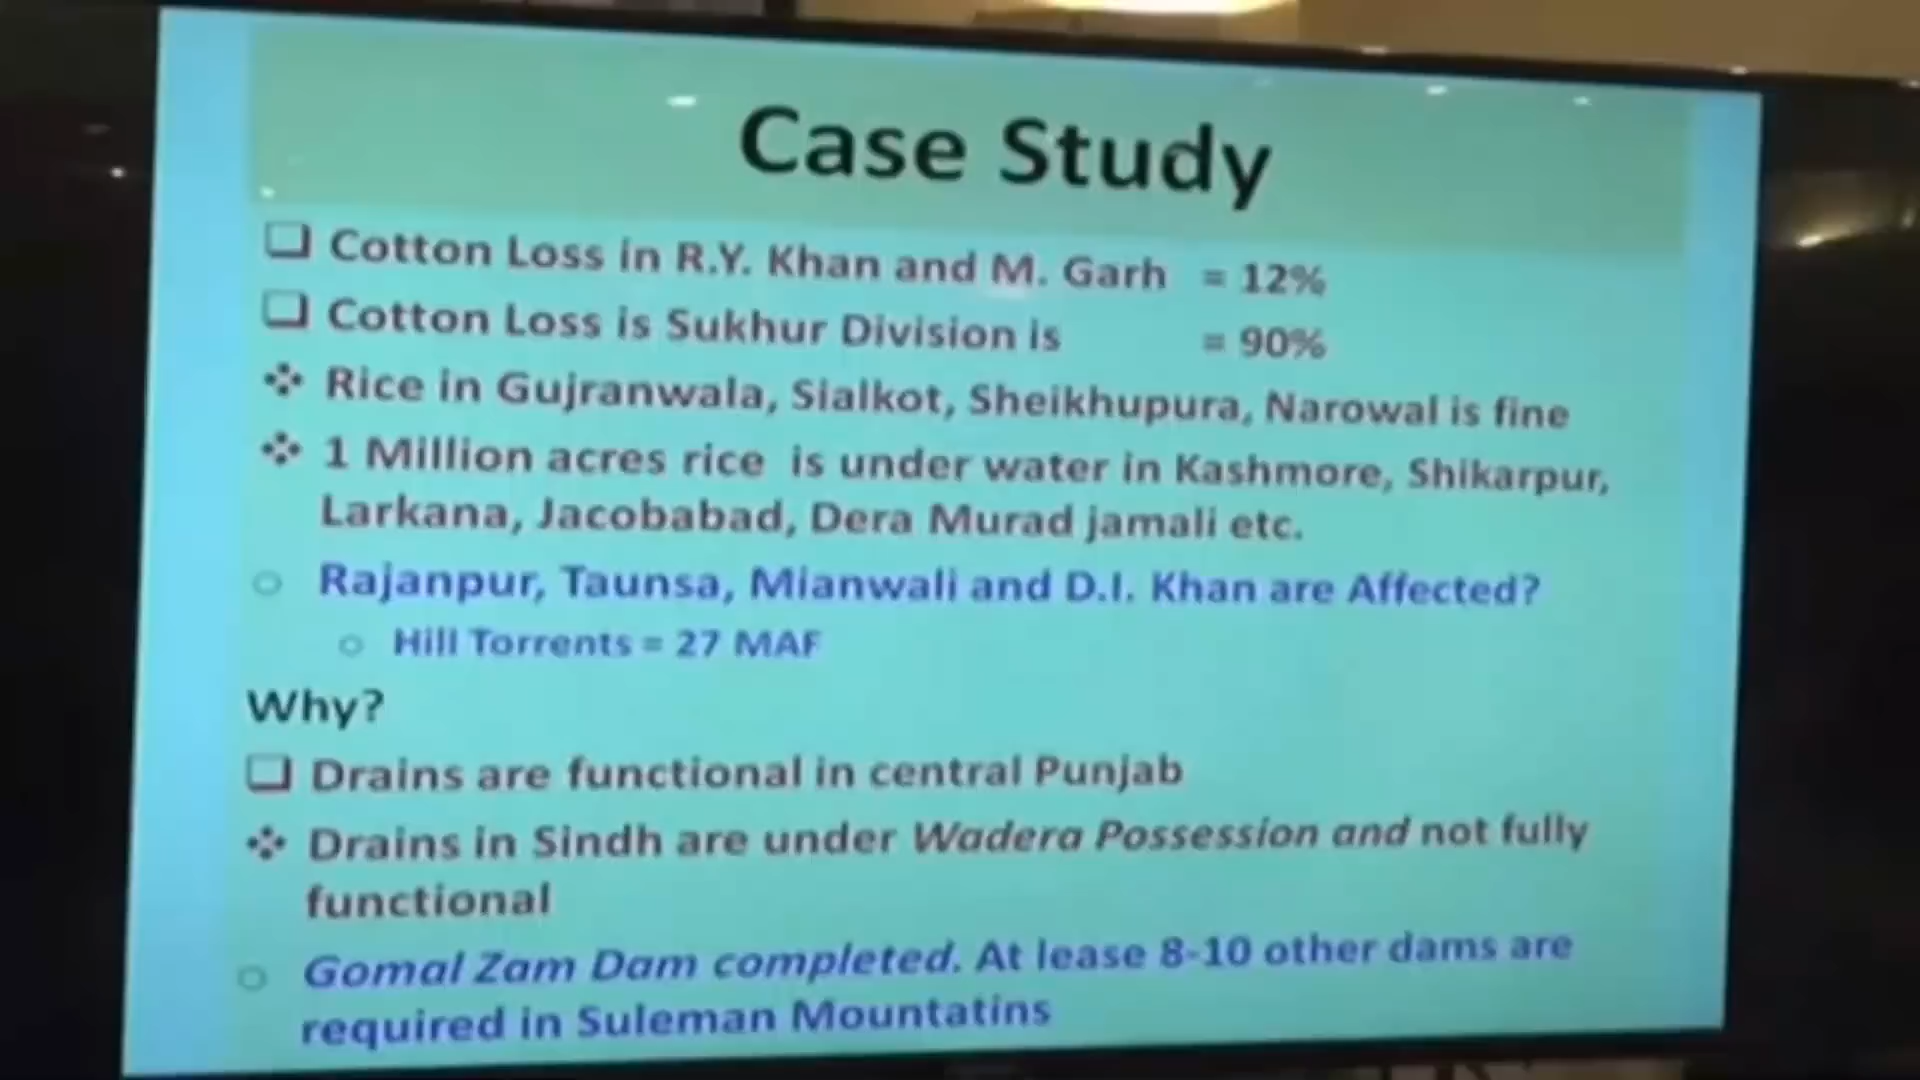 Case Study
Cotton Loss in R.Y. Khan and M. Garh = 12%
Cotton Loss is Sukhur Division is = 90%
Rice in Gujranwala, Sialkot, Sheikhupura, Narowal is fine
1 Million acres rice is under water in Kashmore, Shikarpur,
Larkana, Jacobabad, Dera Murad jamali etc.
Rajanpur, Taunsa, Mianwali and D.I. Khan are Affected?
Hill Torrents = 27 MAF
Why?
Drains are functional in central Punjab
Drains in Sindh are under Wadera Possession and not fully
functional
Gomal Zam Dam completed. At lease 8-10 other dams are
required in Suleman Mountatins